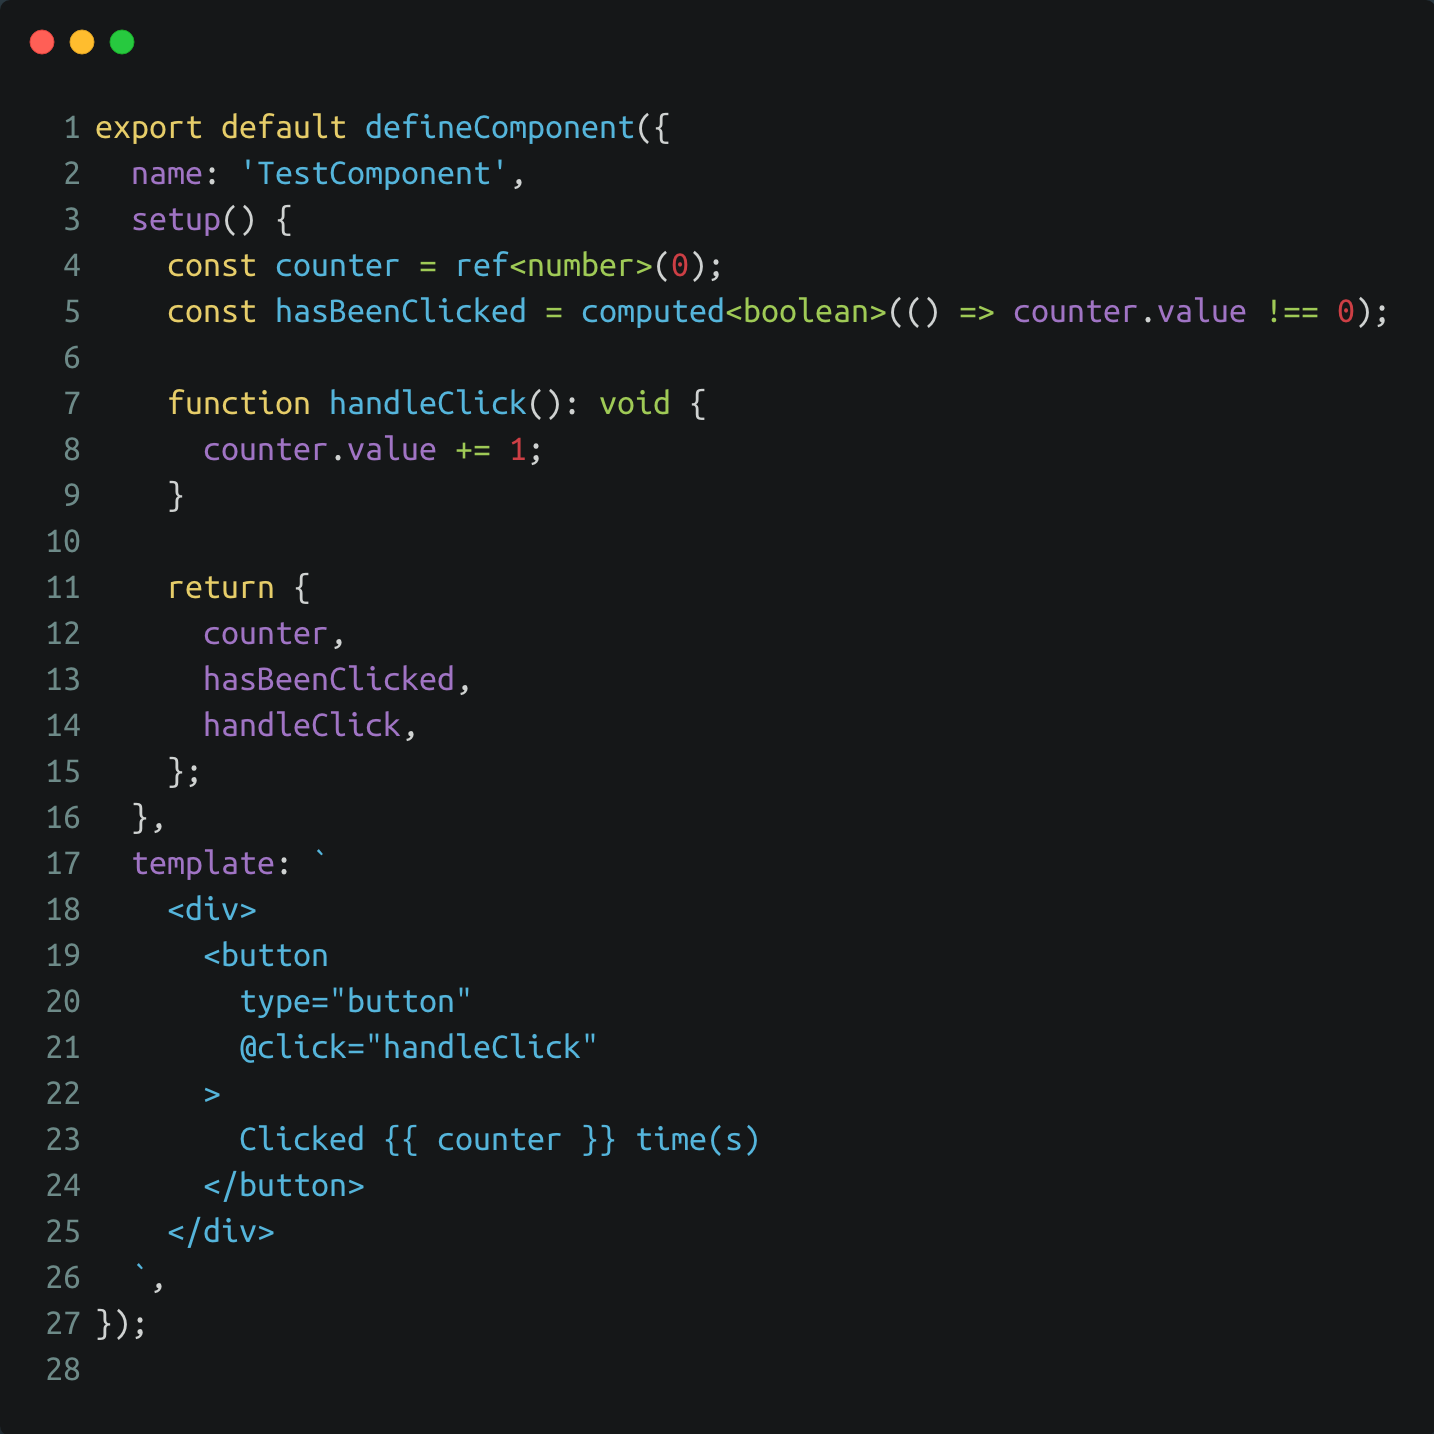 1 export default defineComponent({
2   name: 'TestComponent',
3   setup() {
4     const counter = ref<number>(0);
5     const hasBeenClicked = computed<boolean>(() => counter.value !== 0);
6
7     function handleClick(): void {
8       counter.value += 1;
9     }
10
11     return {
12       counter,
13       hasBeenClicked,
14       handleClick,
15     };
16   },
17   template: `
18     <div>
19       <button
20         type="button"
21         @click="handleClick"
22       >
23         Clicked {{ counter }} time(s)
24       </button>
25     </div>
26   `,
27 });
28